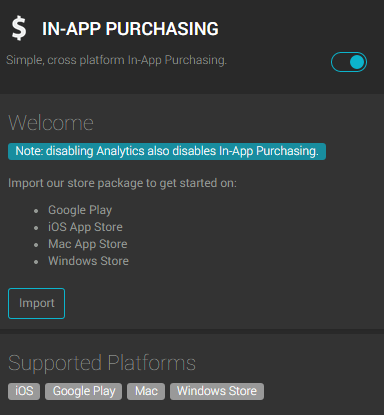 $ IN-APP PURCHASING
Simple, cross platform In-App Purchasing.
Welcome
Note: disabling Analytics also disables In-App Purchasing.
Import our store package to get started on:
• Google Play
• iOS App Store
• Mac App Store
• Windows Store
Import
Supported Platforms
iOS Google Play Mac Windows Store